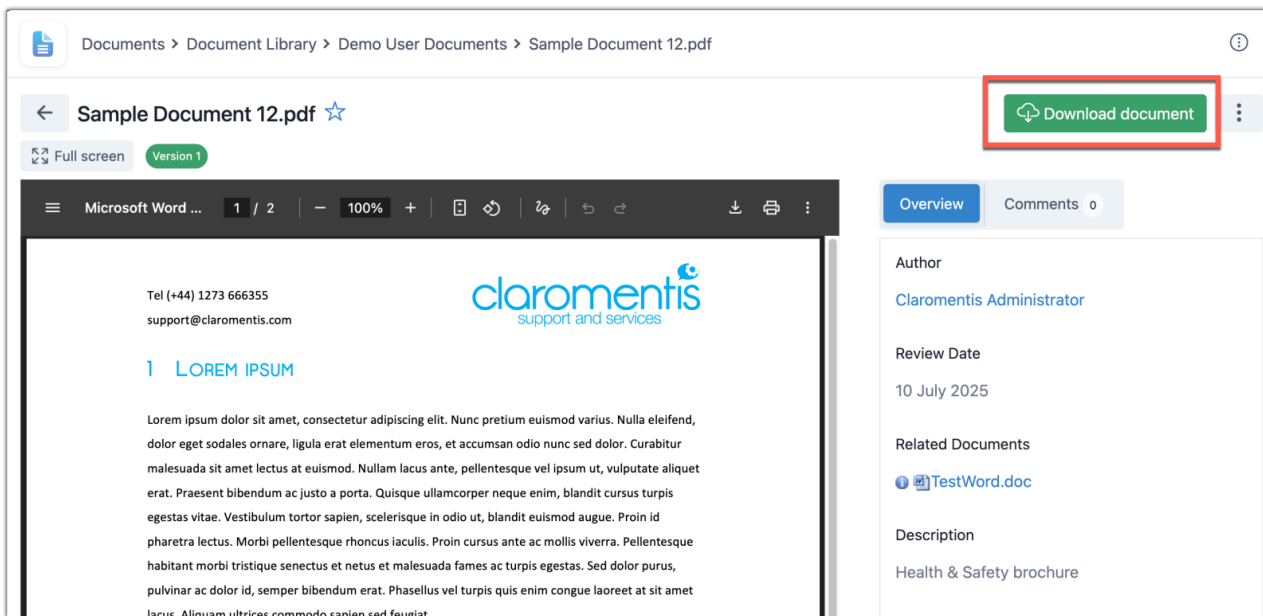 Documents > Document Library > Demo User Documents > Sample Document 12.pdf
Sample Document 12.pdf
Download document
Full screen
Version 1
Microsoft Word ...
1 / 2
100%
Overview
Comments 0
Tel (+44) 1273 666355
support@claromentis.com
claromentis
support and services
1 LOREM IPSUM
Lorem ipsum dolor sit amet, consectetur adipiscing elit. Nunc pretium euismod varius. Nulla eleifend,
dolor eget sodales ornare, ligula erat elementum eros, et accumsan odio nunc sed dolor. Curabitur
malesuada sit amet lectus at euismod. Nullam lacus ante, pellentesque vel ipsum ut, vulputate aliquet
erat. Praesent bibendum ac justo a porta. Quisque ullamcorper neque enim, blandit cursus turpis
egestas vitae. Vestibulum tortor sapien, scelerisque in odio ut, blandit euismod augue. Proin id
pharetra lectus. Morbi pellentesque rhoncus iaculis. Proin cursus ante ac mollis viverra. Pellentesque
habitant morbi tristique senectus et netus et malesuada fames ac turpis egestas. Sed dolor purus,
pulvinar ac dolor id, semper bibendum erat. Phasellus vel turpis quis enim congue laoreet at sit amet
lacus. Aliquam ultrices commodo sapien sed feugiat.
Author
Claromentis Administrator
Review Date
10 July 2025
Related Documents
TestWord.doc
Description
Health & Safety brochure